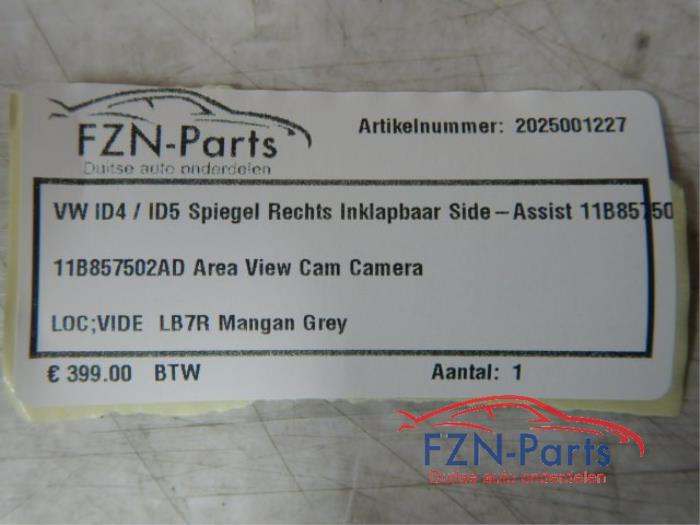 FZN-Parts
Duitse auto onderdelen
Artikelnummer: 2025001227
VW ID4 / ID5 Spiegel Rechts Inklapbaar Side-Assist 11B85750
11B857502AD Area View Cam Camera
LOC;VIDE LB7R Mangan Grey
€ 399.00 BTW
Aantal: 1
FZN-Parts
Duitse auto onderdelen